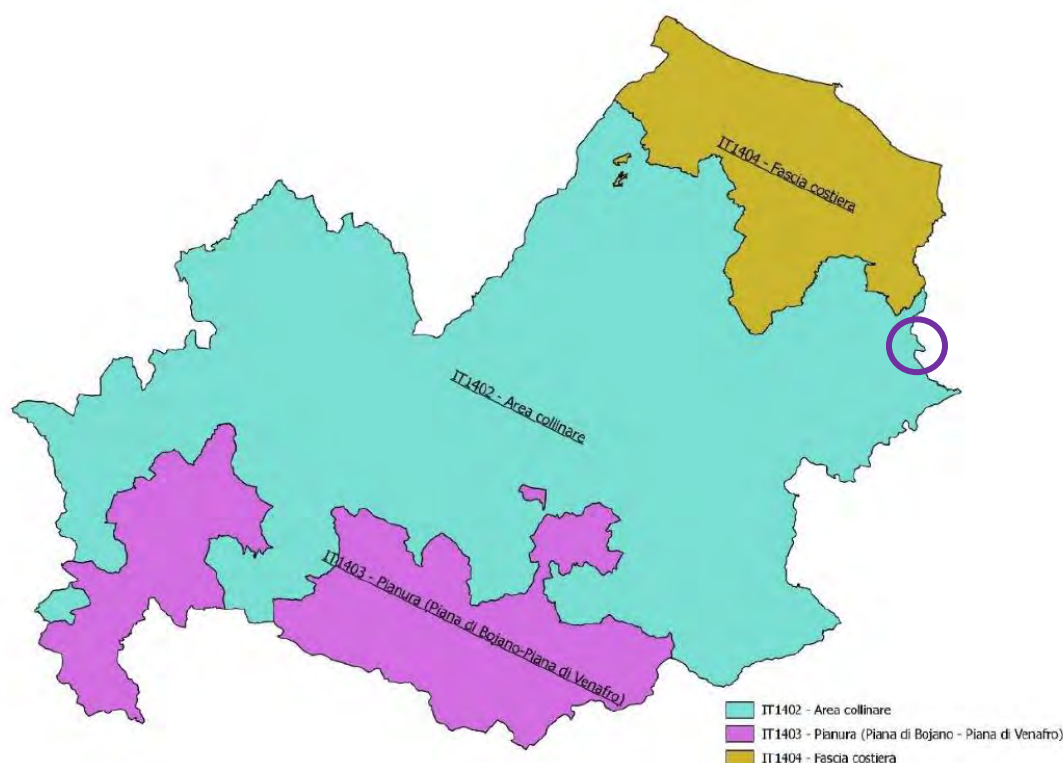 IT1404 - Fascia costiera
IT1402 - Area collinare
IT1403 - Pianura (Piana di Bojano-Piana di Venafro)
IT1402 - Area collinare
IT1403 - Pianura (Piana di Bojano - Piana di Venafro)
IT1404 - Fascia costiera